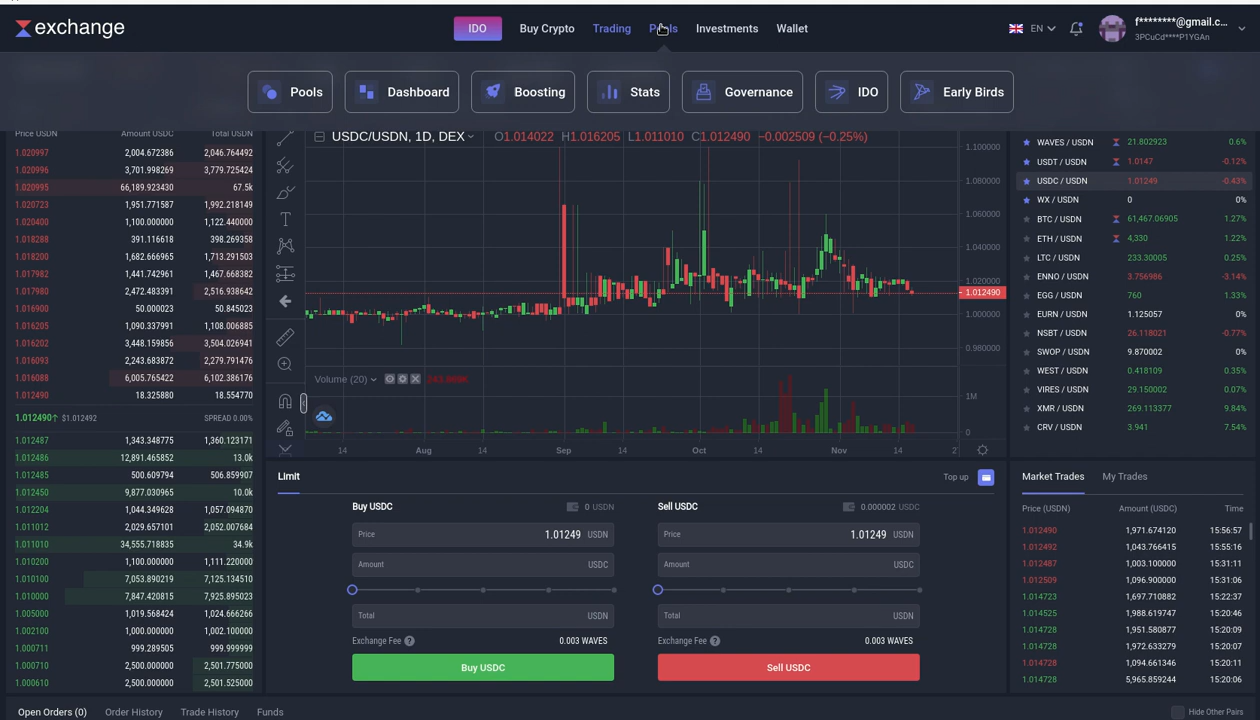 exchange
IDO Buy Crypto Trading Pools Investments Wallet
EN
f********@gmail.c...
3PCuCd****P1YGAn
Pools Dashboard Boosting Stats Governance IDO Early Birds
Price USDN Amount USDC Total USDN
1.020997 2,004.672386 2,046.764492
1.020996 3,701.998269 3,779.725424
1.020995 66,189.923430 67.5k
1.020723 1,951.771587 1,992.218149
1.020400 1,100.000000 1,122.440000
1.018288 391.116618 398.269358
1.018200 1,682.666965 1,713.291503
1.017982 1,441.742961 1,467.668382
1.017980 2,472.483391 2,516.938642
1.016900 50.000023 50.845023
1.016205 1,090.337991 1,108.006885
1.016202 3,448.159856 3,504.026941
1.016093 2,243.683872 2,279.791476
1.016088 6,005.765422 6,102.386176
1.012490 18.325880 18.554770
1.012490↑ $1.012492 SPREAD 0.00%
1.012487 1,343.348775 1,360.123171
1.012486 12,891.465852 13.0k
1.012485 500.609794 506.859907
1.012450 9,877.030965 10.0k
1.012204 1,044.349628 1,057.094870
1.011012 2,029.657101 2,052.007684
1.011010 34,555.718835 34.9k
1.010200 1,100.000000 1,111.220000
1.010100 7,053.890219 7,125.134510
1.010000 7,847.420815 7,925.895023
1.005000 1,019.568424 1,024.666266
1.002100 1,000.000000 1,002.100000
1.000711 999.289505 999.999999
1.000710 2,500.000000 2,501.775000
1.000610 2,500.000000 2,501.525000
USDC/USDN, 1D, DEX O1.014022 H1.016205 L1.011010 C1.012490 −0.002509 (−0.25%)
1.100000
1.080000
1.060000
1.040000
1.020000
1.012490
1.000000
0.980000
Volume (20)
1M
0
14 Aug 14 Sep 14 Oct 14 Nov 14
WAVES / USDN 21.802923 0.6%
USDT / USDN 1.0147 -0.12%
USDC / USDN 1.01249 -0.43%
WX / USDN 0 0%
BTC / USDN 61,467.06905 1.27%
ETH / USDN 4,330 1.22%
LTC / USDN 233.30005 0.25%
ENNO / USDN 3.756986 -3.14%
EGG / USDN 760 1.33%
EURN / USDN 1.125057 0%
NSBT / USDN 26.118021 -0.77%
SWOP / USDN 9.870002 0%
WEST / USDN 0.418109 0.35%
VIRES / USDN 29.150002 0.07%
XMR / USDN 269.113377 9.84%
CRV / USDN 3.941 7.54%
Limit Top up
Buy USDC 0 USDN
Price 1.01249 USDN
Amount USDC
Total USDN
Exchange Fee ? 0.003 WAVES
Buy USDC
Sell USDC 0.000002 USDC
Price 1.01249 USDN
Amount USDC
Total USDN
Exchange Fee ? 0.003 WAVES
Sell USDC
Market Trades My Trades
Price (USDN) Amount (USDC) Time
1.012490 1,971.674120 15:56:57
1.012492 1,043.766415 15:55:16
1.012487 1,003.100000 15:31:11
1.012509 1,096.900000 15:31:06
1.014723 1,697.710882 15:22:37
1.014525 1,988.619747 15:20:46
1.014728 1,951.580877 15:20:09
1.014728 1,972.633279 15:20:07
1.014728 1,094.661346 15:20:11
1.014728 5,965.859244 15:20:06
Open Orders (0) Order History Trade History Funds
Hide Other Pairs